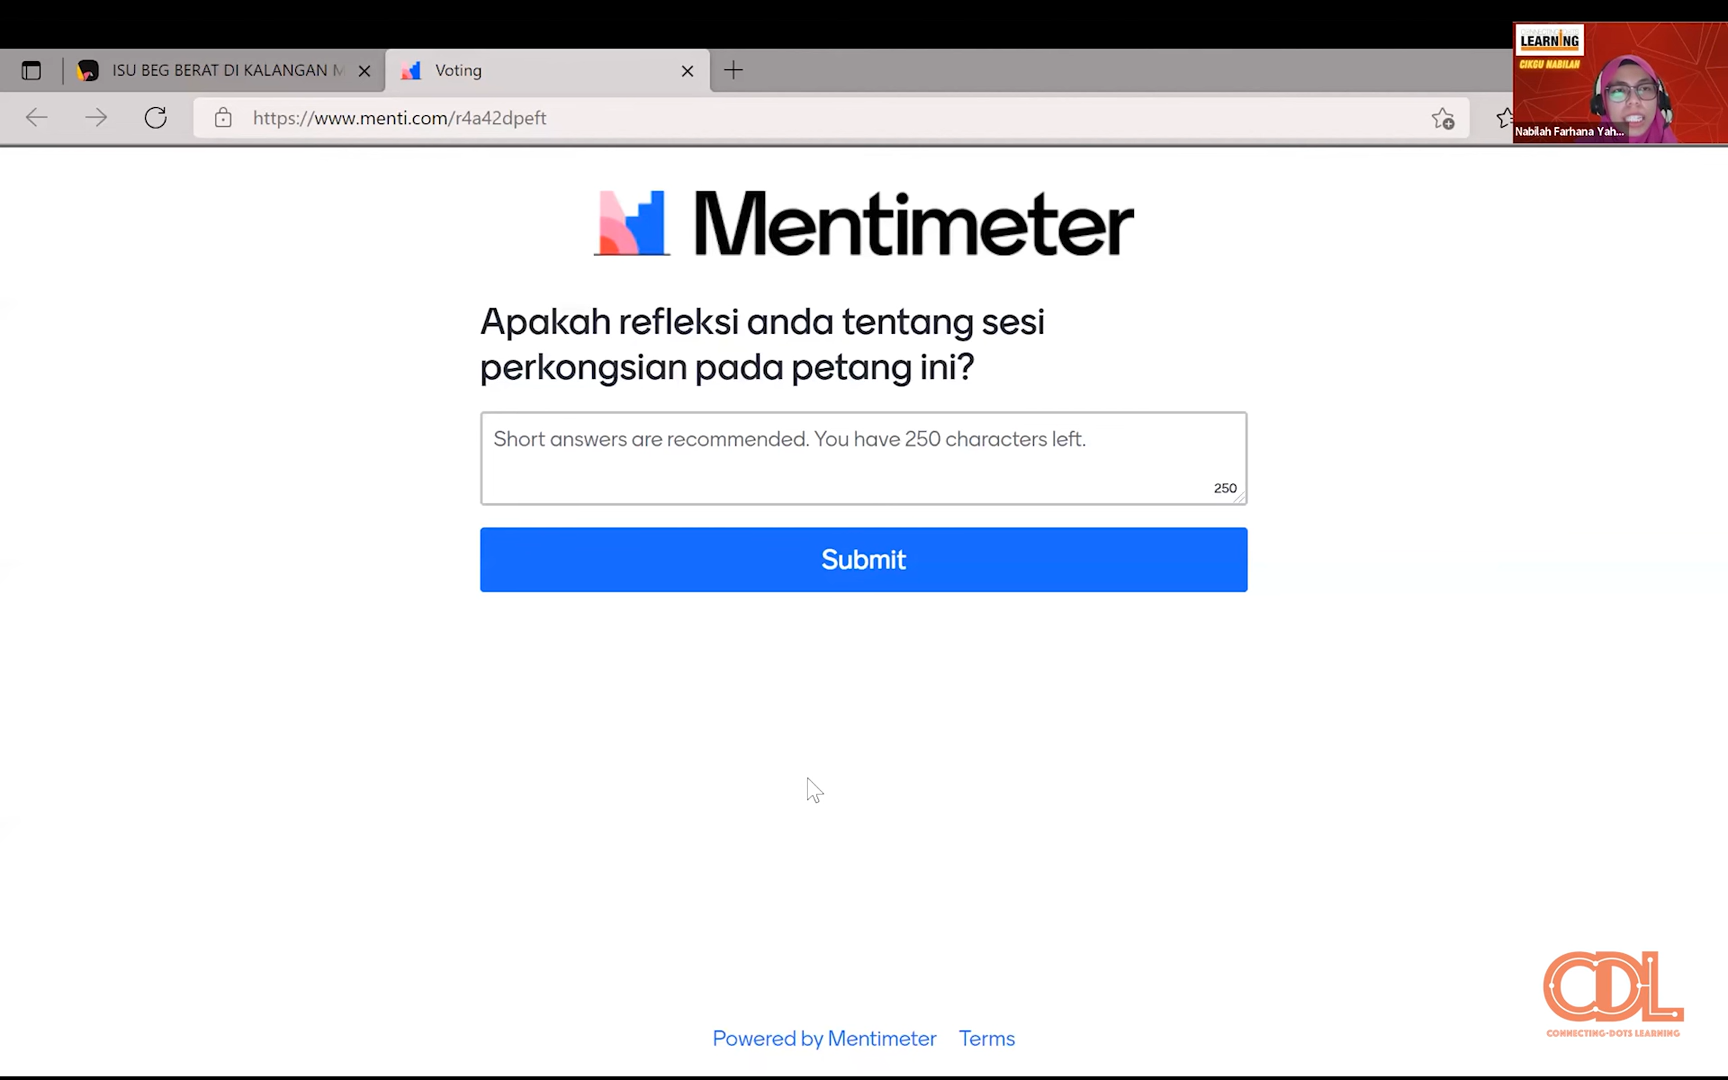 LEARNING
CIKGU NABILAH
ISU BEG BERAT DI KALANGAN M
Voting
https://www.menti.com/r4a42dpeft
Nabilah Farhana Yah...
Mentimeter
Apakah refleksi anda tentang sesi
perkongsian pada petang ini?
Short answers are recommended. You have 250 characters left.
250
Submit
CDL
CONNECTING-DOTS LEARNING
Powered by Mentimeter Terms